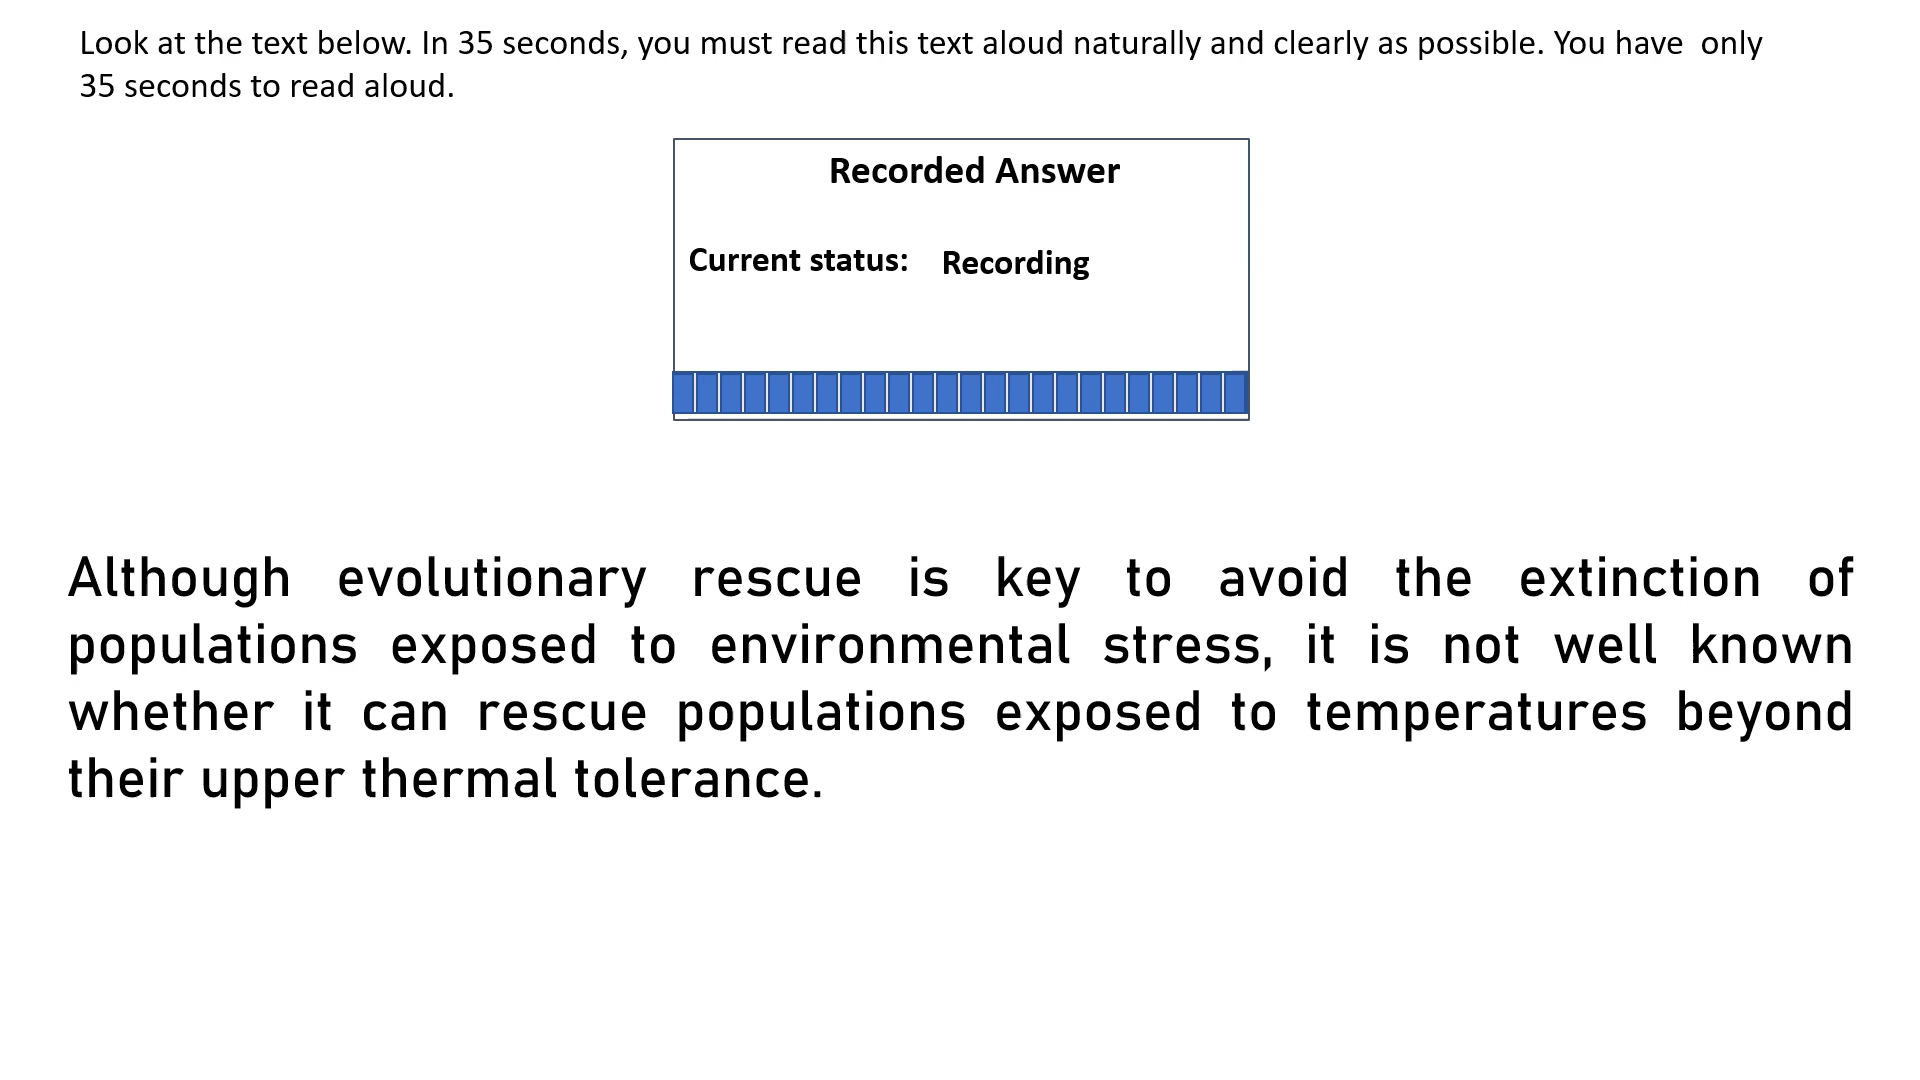 Look at the text below. In 35 seconds, you must read this text aloud naturally and clearly as possible. You have  only
35 seconds to read aloud.
Recorded Answer
Current status: Recording
Although evolutionary rescue is key to avoid the extinction of
populations exposed to environmental stress, it is not well known
whether it can rescue populations exposed to temperatures beyond
their upper thermal tolerance.